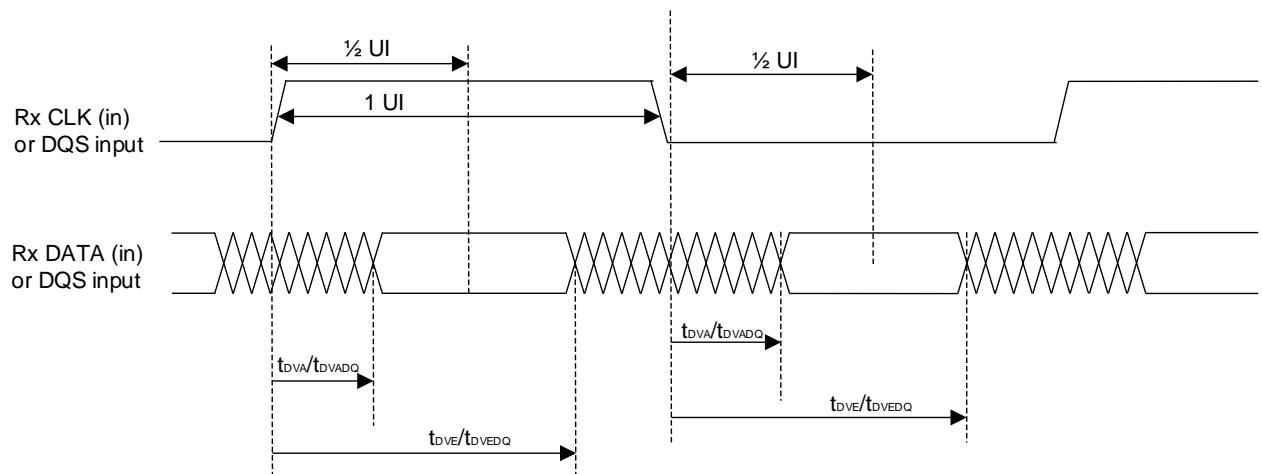 ½ UI
½ UI
1 UI
Rx CLK (in)
or DQS input
Rx DATA (in)
or DQS input
tDVA/tDVADQ
tDVA/tDVADQ
tDVE/tDVEDQ
tDVE/tDVEDQ